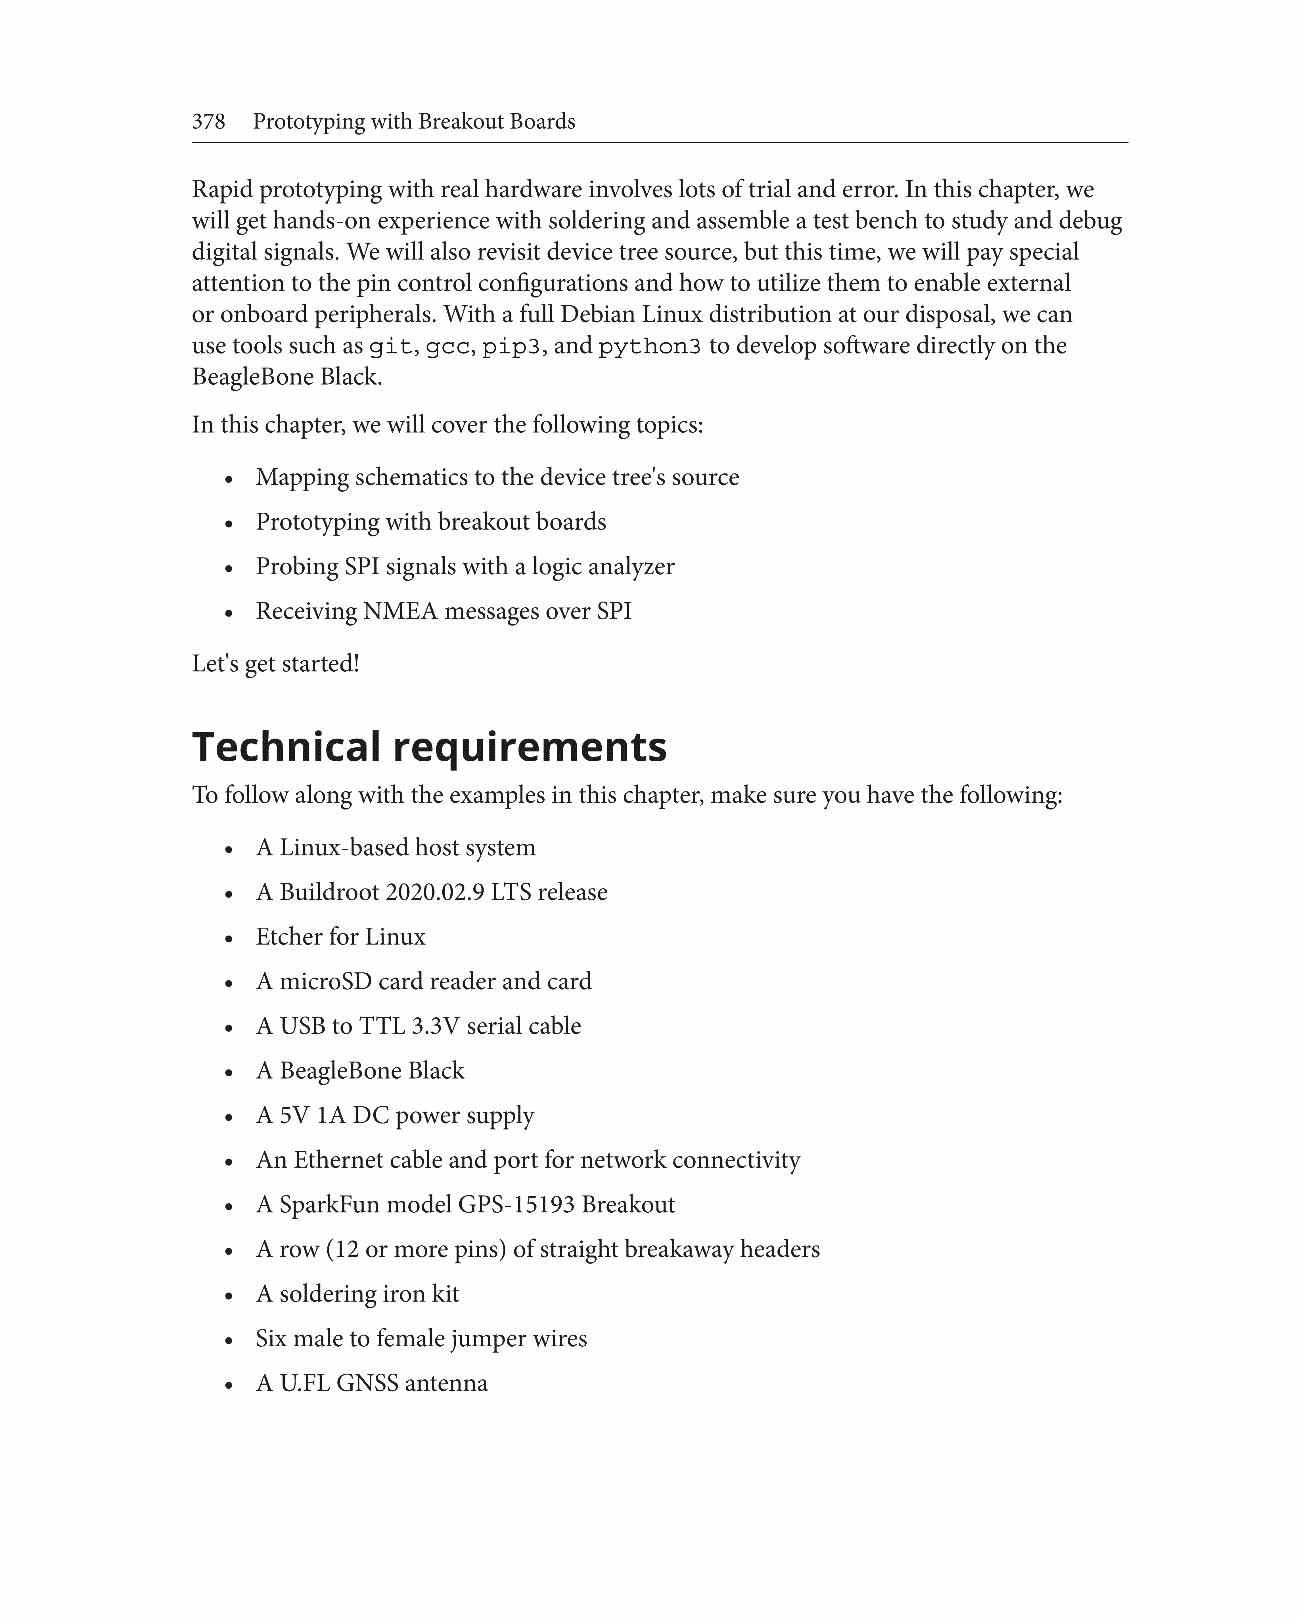 378 Prototyping with Breakout Boards
Rapid prototyping with real hardware involves lots of trial and error. In this chapter, we
will get hands-on experience with soldering and assemble a test bench to study and debug
digital signals. We will also revisit device tree source, but this time, we will pay special
attention to the pin control configurations and how to utilize them to enable external
or onboard peripherals. With a full Debian Linux distribution at our disposal, we can
use tools such as git, gcc, pip3, and python3 to develop software directly on the
BeagleBone Black.
In this chapter, we will cover the following topics:
• Mapping schematics to the device tree's source
• Prototyping with breakout boards
• Probing SPI signals with a logic analyzer
• Receiving NMEA messages over SPI
Let's get started!
Technical requirements
To follow along with the examples in this chapter, make sure you have the following:
• A Linux-based host system
• A Buildroot 2020.02.9 LTS release
• Etcher for Linux
• A microSD card reader and card
• A USB to TTL 3.3V serial cable
• A BeagleBone Black
• A 5V 1A DC power supply
• An Ethernet cable and port for network connectivity
• A SparkFun model GPS-15193 Breakout
• A row (12 or more pins) of straight breakaway headers
• A soldering iron kit
• Six male to female jumper wires
• A U.FL GNSS antenna